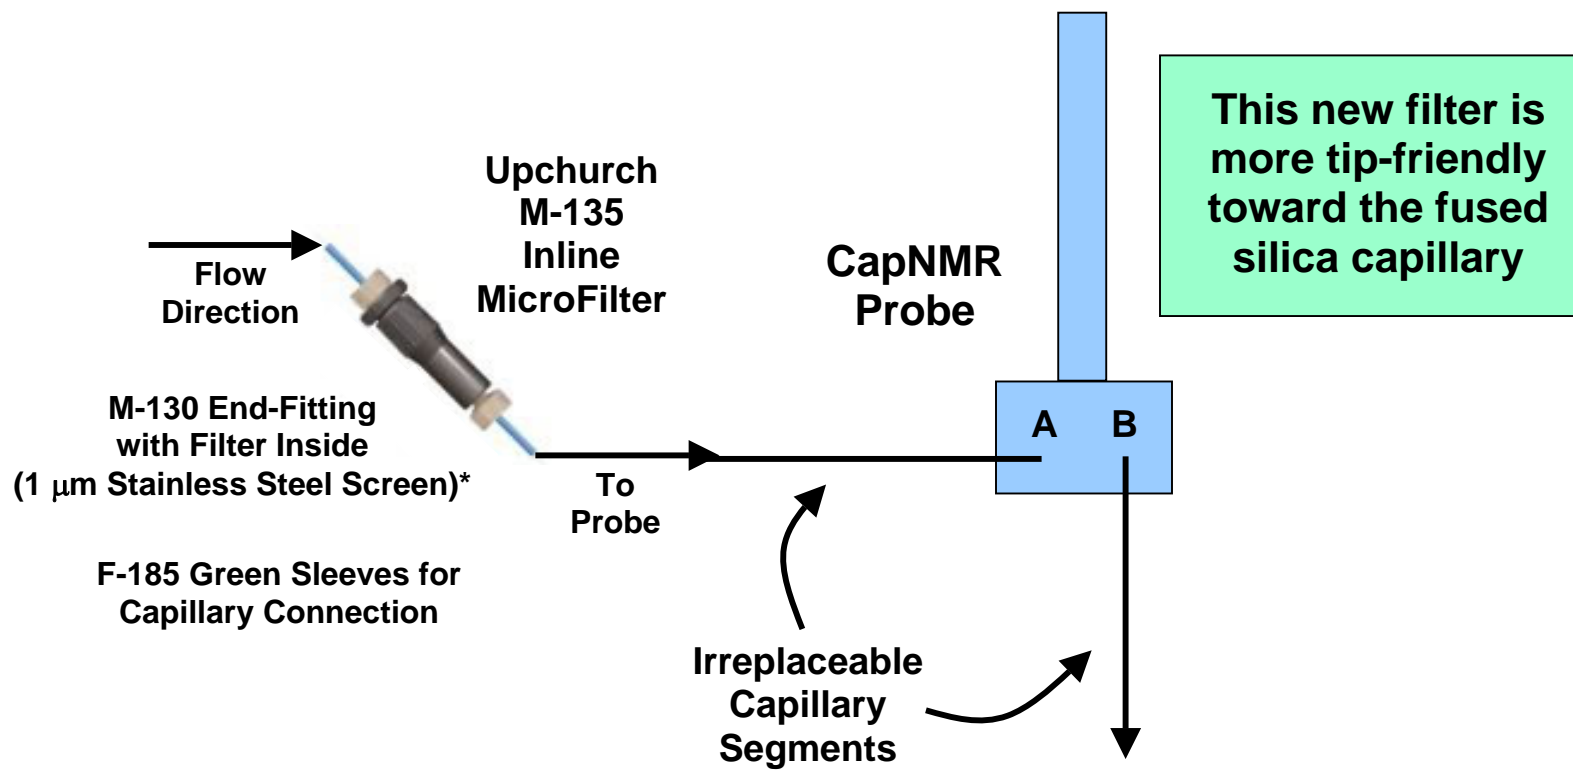 This new filter is
more tip-friendly
toward the fused
silica capillary
Upchurch
M-135
Inline
MicroFilter
CapNMR
Probe
Flow
Direction
M-130 End-Fitting
with Filter Inside
(1 μm Stainless Steel Screen)*
A B
To
Probe
F-185 Green Sleeves for
Capillary Connection
Irreplaceable
Capillary
Segments